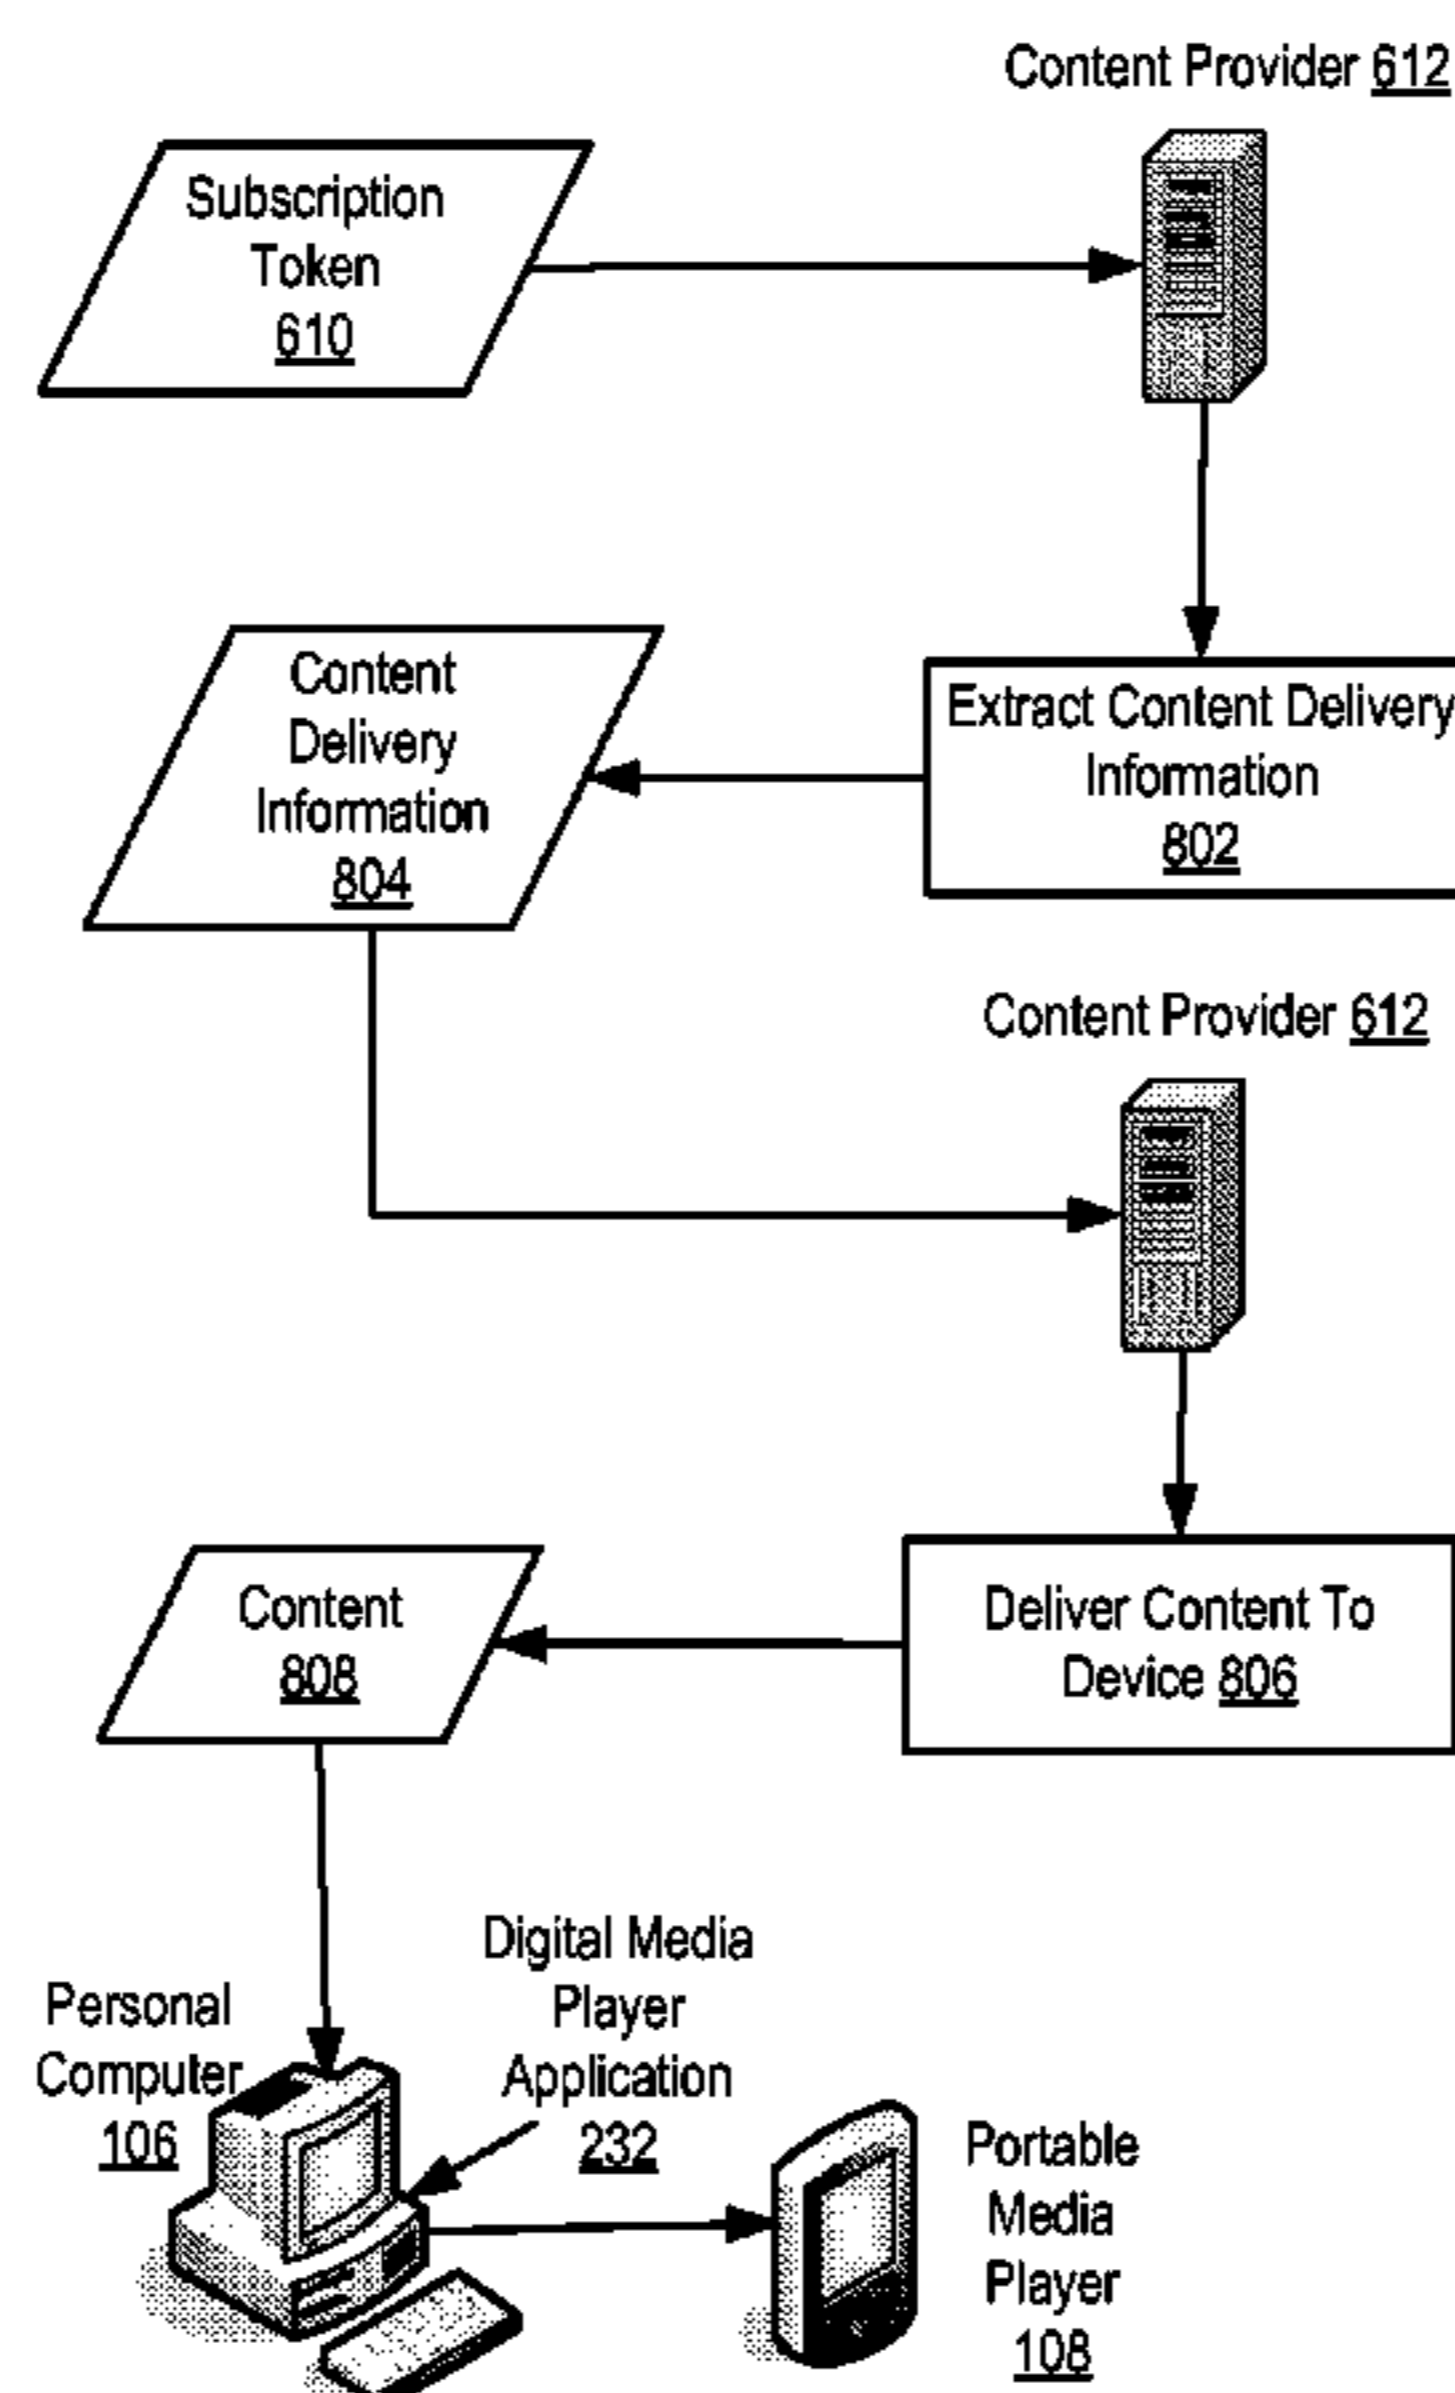 Content Provider 612
Subscription
Token
610
Content
Delivery
Information
804
Extract Content Delivery
Information
802
Content Provider 612
Content
808
Deliver Content To
Device 806
Personal
Computer
106
Digital Media
Player
Application
232
Portable
Media
Player
108